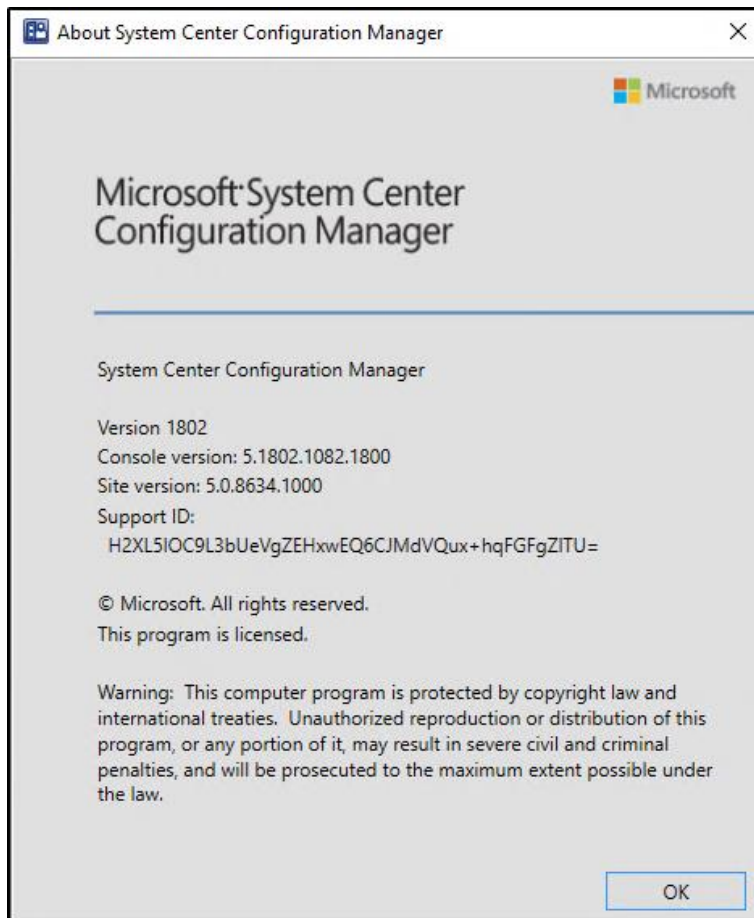 About System Center Configuration Manager
Microsoft
Microsoft System Center
Configuration Manager
System Center Configuration Manager
Version 1802
Console version: 5.1802.1082.1800
Site version: 5.0.8634.1000
Support ID:
H2XL5IOC9L3bUeVgZEHxwEQ6CJMdVQux+hqFGFgZITU=
© Microsoft. All rights reserved.
This program is licensed.
Warning:  This computer program is protected by copyright law and
international treaties.  Unauthorized reproduction or distribution of this
program, or any portion of it, may result in severe civil and criminal
penalties, and will be prosecuted to the maximum extent possible under
the law.
OK